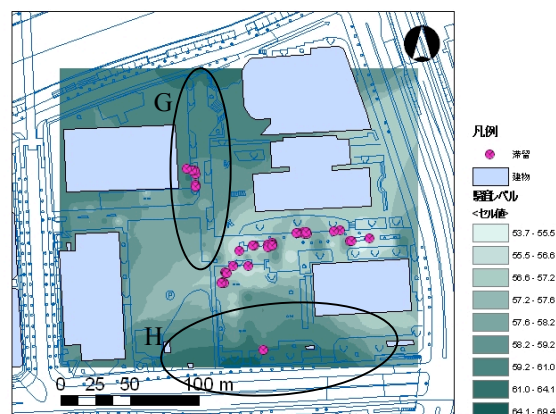 G
H
0 25 50 100 m
凡例
滞留
建物
騒音レベル
<セル値>
53.7 - 55.5
55.5 - 56.6
56.6 - 57.2
57.2 - 57.6
57.6 - 58.2
58.2 - 59.2
59.2 - 61.0
61.0 - 64.1